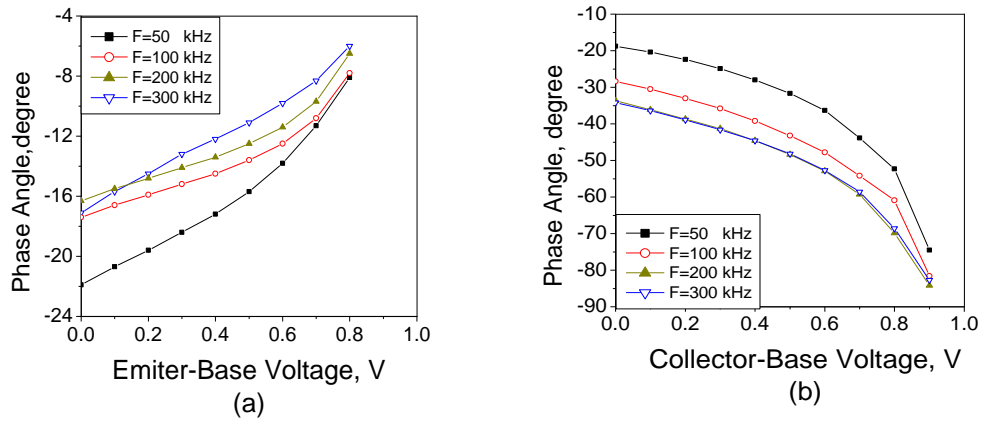 -4
-8
-12
-16
-20
-24
Phase Angle,degree
F=50 kHz
F=100 kHz
F=200 kHz
F=300 kHz
0.0 0.2 0.4 0.6 0.8 1.0
Emiter-Base Voltage, V
(a)
-10
-20
-30
-40
-50
-60
-70
-80
-90
Phase Angle, degree
F=50 kHz
F=100 kHz
F=200 kHz
F=300 kHz
0.0 0.2 0.4 0.6 0.8 1.0
Collector-Base Voltage, V
(b)